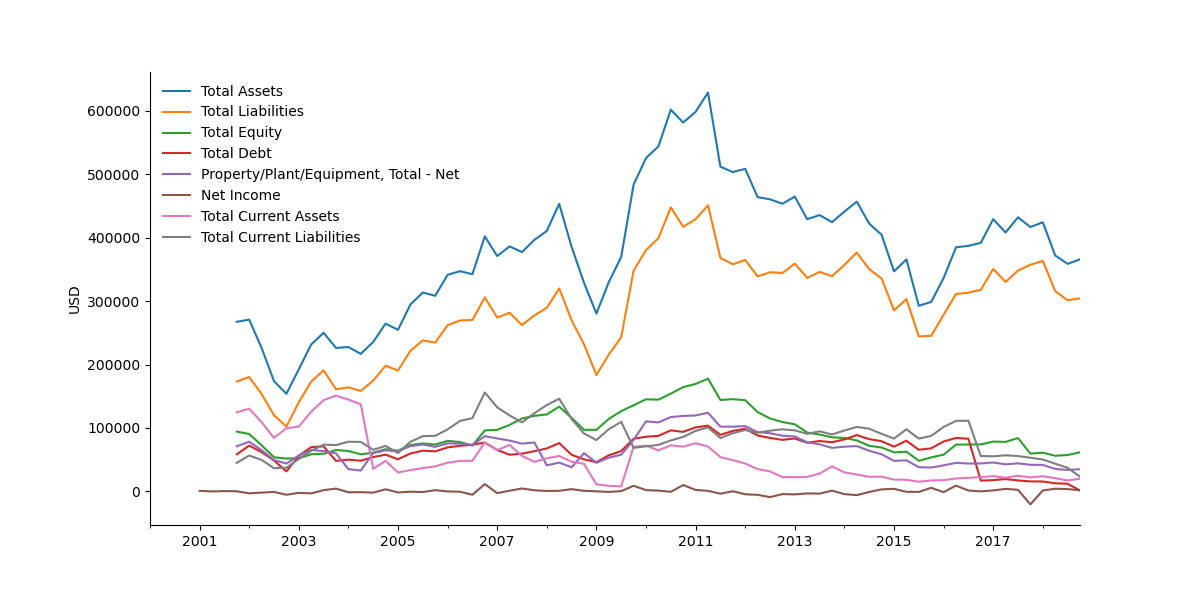 Total Assets
Total Liabilities
Total Equity
Total Debt
Property/Plant/Equipment, Total - Net
Net Income
Total Current Assets
Total Current Liabilities
600000
500000
400000
300000
200000
100000
0
USD
2001 2003 2005 2007 2009 2011 2013 2015 2017